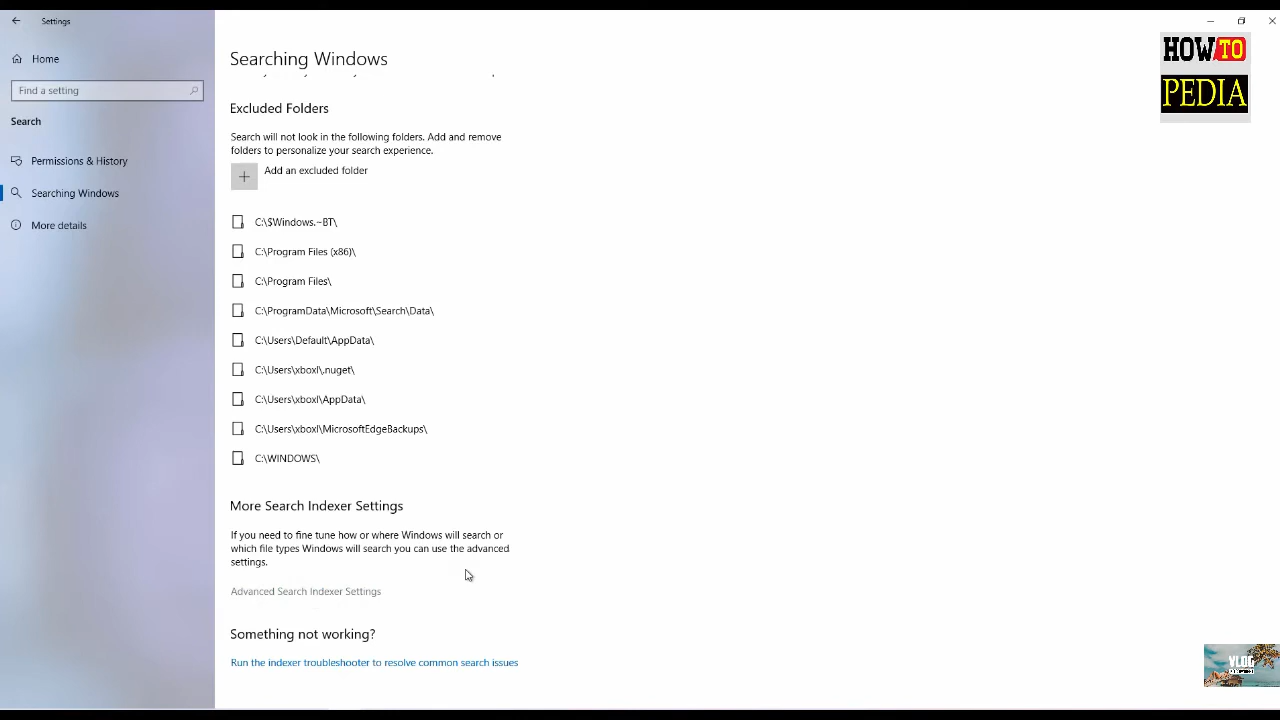 Settings
Home
Find a setting
Search
Permissions & History
Searching Windows
More details
Searching Windows
Excluded Folders
Search will not look in the following folders. Add and remove
folders to personalize your search experience.
Add an excluded folder
C:\$Windows.~BT\
C:\Program Files (x86)\
C:\Program Files\
C:\ProgramData\Microsoft\Search\Data\
C:\Users\Default\AppData\
C:\Users\xboxl\.nuget\
C:\Users\xboxl\AppData\
C:\Users\xboxl\MicrosoftEdgeBackups\
C:\WINDOWS\
More Search Indexer Settings
If you need to fine tune how or where Windows will search or
which file types Windows will search you can use the advanced
settings.
Advanced Search Indexer Settings
Something not working?
Run the indexer troubleshooter to resolve common search issues
HOW TO
PEDIA
VLOG